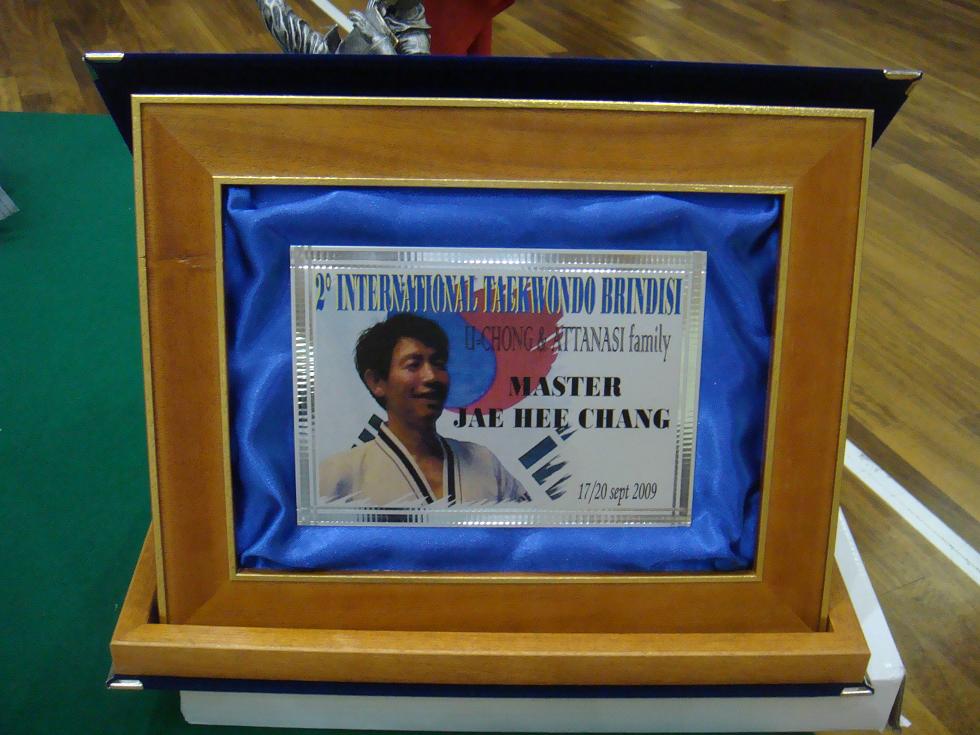 2° INTERNATIONAL TAEKWONDO BRINDISI
U-CHONG & ATTANASI family
MASTER
JAE HEE CHANG
17/20 sept 2009